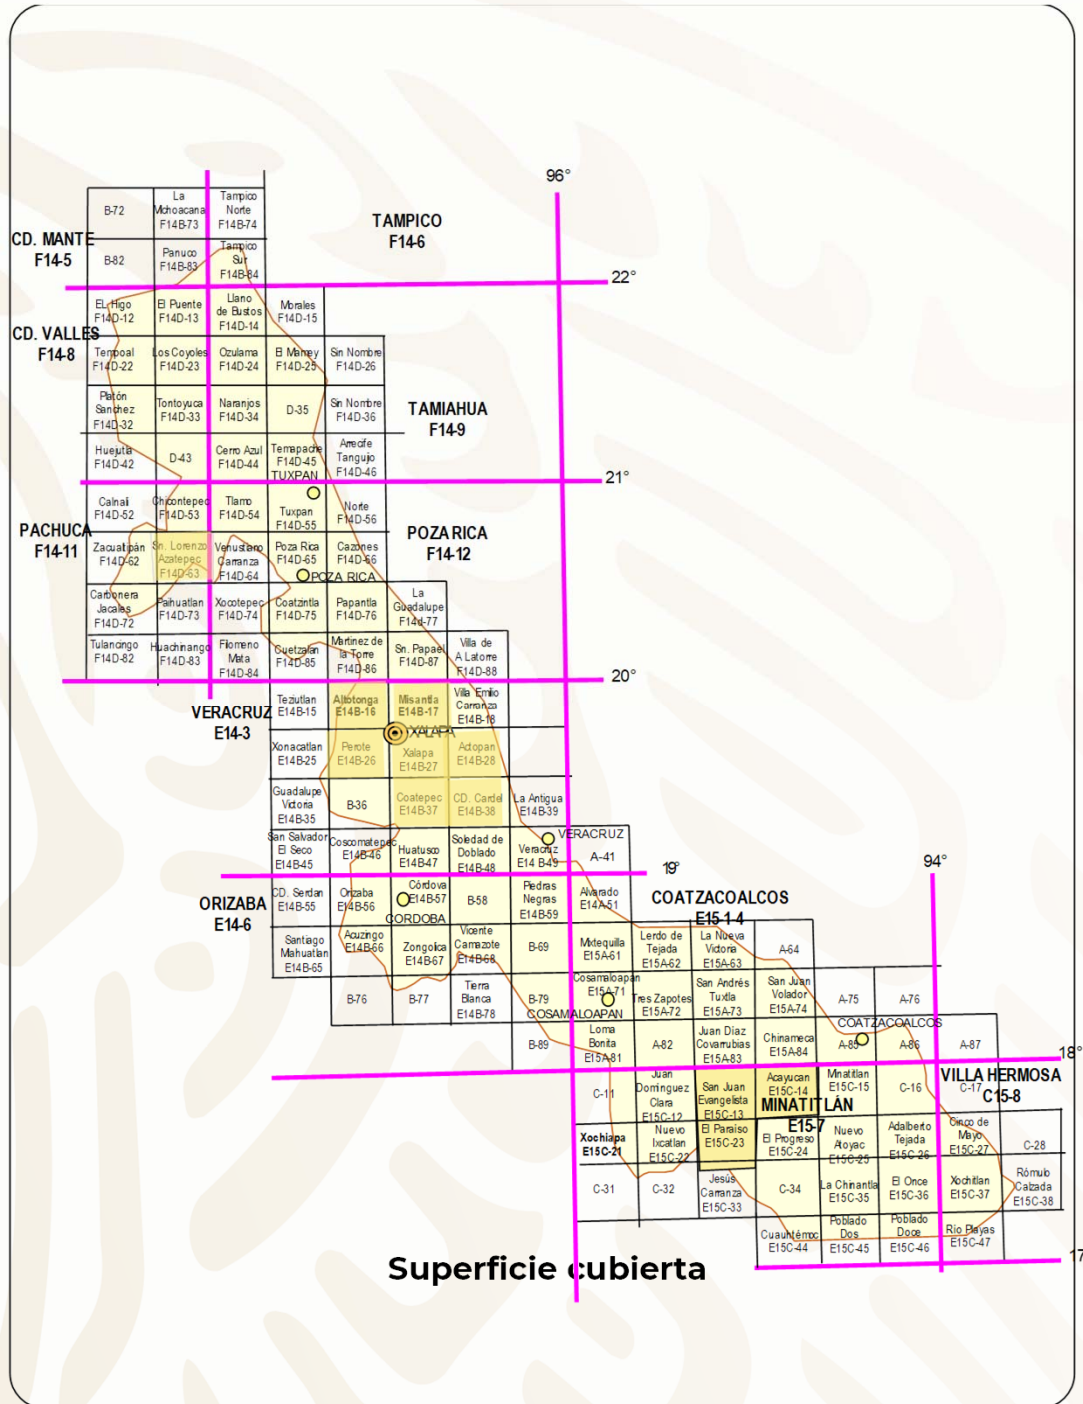 96°
B-72
La
Michoacana
F14B-73
Tampico
Norte
F14B-74
TAMPICO
F14-6
CD. MANTE
F14-5
B-82
Panuco
F14B-83
Tampico
Sur
F14B-84
22°
EL Higo
F14D-12
El Puente
F14D-13
Llano
de Bustos
F14D-14
Morales
F14D-15
CD. VALLES
F14-8
Tempoal
F14D-22
Los Coyoles
F14D-23
Ozulama
F14D-24
El Mamey
F14D-25
Sin Nombre
F14D-26
Platón
Sanchez
F14D-32
Tontoyuca
F14D-33
Naranjos
F14D-34
D-35
Sin Nombre
F14D-36
TAMIAHUA
F14-9
Huejutla
F14D-42
D-43
Cerro Azul
F14D-44
Temapache
F14D-45
Arrecife
Tangujo
F14D-46
TUXPAN
21°
Calnali
F14D-52
Chicontepec
F14D-53
Tlamo
F14D-54
Tuxpan
F14D-55
Norte
F14D-56
PACHUCA
F14-11
POZA RICA
F14-12
Zacualtipán
F14D-62
Sn. Lorenzo
Azatepec
F14D-63
Venustiano
Carranza
F14D-64
Poza Rica
F14D-65
Cazones
F14D-66
POZA RICA
Carbonera
Jacales
F14D-72
Paihuatlan
F14D-73
Xocotepec
F14D-74
Coatzintla
F14D-75
Papantla
F14D-76
La
Guadalupe
F14d-77
Tulancingo
F14D-82
Huachinango
F14D-83
Filomeno
Mata
F14D-84
Cuetzalan
F14D-85
Martinez de
la Torre
F14D-86
Sn. Papael
F14D-87
Villa de
A Latorre
F14D-88
20°
VERACRUZ
E14-3
Teziutlan
E14B-15
Altotonga
E14B-16
Misantla
E14B-17
Villa Emilio
Carranza
E14B-18
XALAPA
Xonacatlan
E14B-25
Perote
E14B-26
Xalapa
E14B-27
Actopan
E14B-28
Guadalupe
Victoria
E14B-35
B-36
Coatepec
E14B-37
CD. Cardel
E14B-38
La Antigua
E14B-39
San Salvador
El Seco
E14B-45
Coscomatepec
E14B-46
Huatusco
E14B-47
Soledad de
Doblado
E14B-48
Veracruz
E14 B-49
VERACRUZ
A-41
19°
94°
ORIZABA
E14-6
CD. Serdan
E14B-55
Orizaba
E14B-56
Córdova
E14B-57
CORDOBA
B-58
Piedras
Negras
E14B-59
Alvarado
E14A-51
COATZACOALCOS
E15-1-4
Santiago
Mahuatlan
E14B-65
Acuzingo
E14B-66
Zongolica
E14B-67
Vicente
Camazote
E14B-68
B-69
Mixtequilla
E15A-61
Lerdo de
Tejada
E15A-62
La Nueva
Victoria
E15A-63
A-64
B-76
B-77
Tierra
Blanca
E14B-78
B-79
Cosamaloapan
E15A-71
COSAMALOAPAN
Tres Zapotes
E15A-72
San Andrés
Tuxtla
E15A-73
San Juan
Volador
E15A-74
A-75
A-76
B-89
Loma
Bonita
E15A-81
A-82
Juan Díaz
Covarrubias
E15A-83
Chinameca
E15A-84
COATZACOALCOS
A-85
A-86
A-87
18°
C-11
Juan
Domringuez
Clara
E15C-12
San Juan
Evangelista
E15C-13
Acayucan
E15C-14
Minatitlan
E15C-15
C-16
C-17
VILLA HERMOSA
C15-8
MINATITLÁN
E15-7
Xochiapa
E15C-21
Nuevo
Ixcatlan
E15C-22
El Paraiso
E15C-23
El Progreso
E15C-24
Nuevo
Atoyac
E15C-25
Adalberto
Tejada
E15C-26
Cinco de
Mayo
E15C-27
C-28
C-31
C-32
Jesús
Carranza
E15C-33
C-34
La Chinantla
E15C-35
El Once
E15C-36
Xochitlan
E15C-37
Rómulo
Calzada
E15C-38
Cuauhtémoc
E15C-44
Poblado
Dos
E15C-45
Poblado
Doce
E15C-46
Rio Playas
E15C-47
17
Superficie cubierta